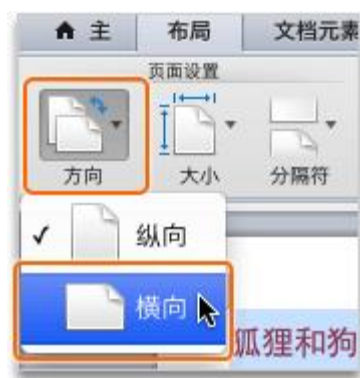 主 布局 文档元素
页面设置
方向 大小 分隔符
✓ 纵向
横向
狐狸和狗